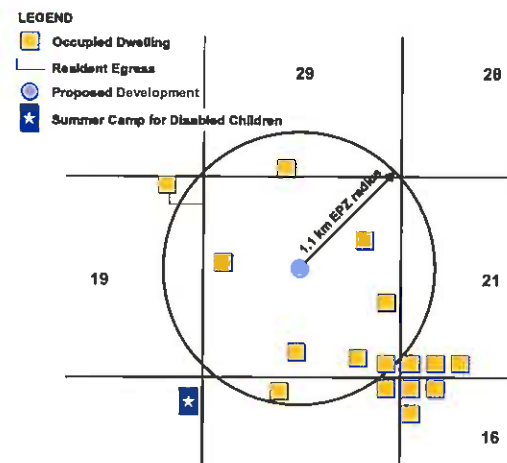 LEGEND
Occupied Dwelling
Resident Egress
Proposed Development
Summer Camp for Disabled Children
29
28
1.1 km EPZ radius
19
21
16